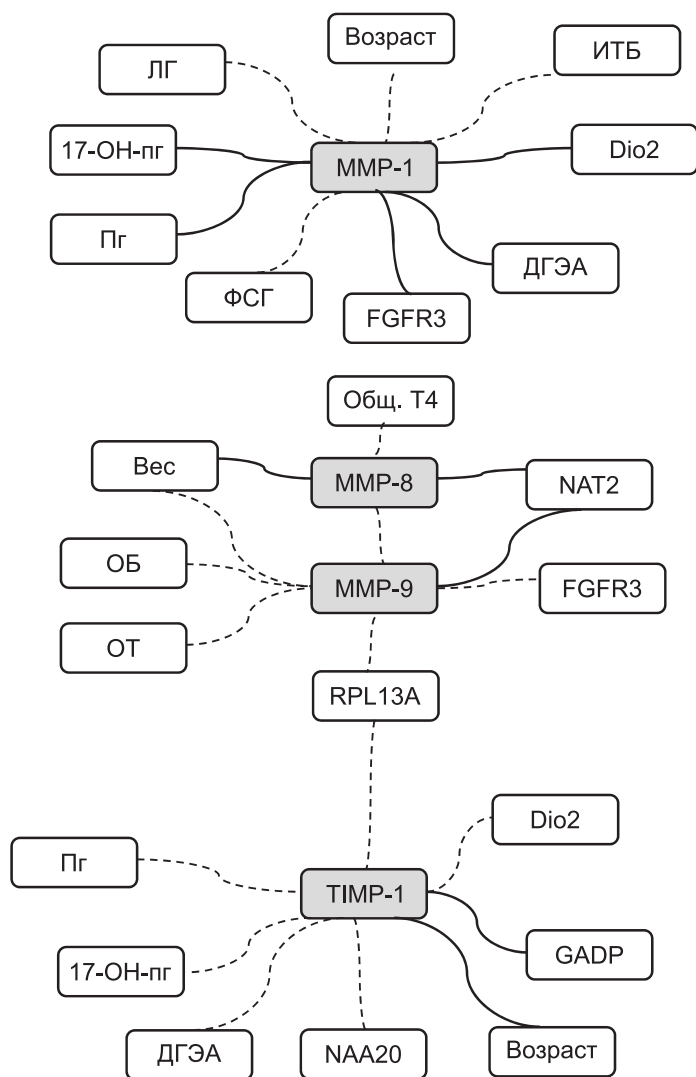 Возраст
ЛГ
ИТБ
17-ОН-пг
MMP-1
Dio2
Пг
ДГЭА
ФСГ
FGFR3
Общ. Т4
Вес
MMP-8
NAT2
ОБ
MMP-9
FGFR3
ОТ
RPL13A
Dio2
Пг
TIMP-1
GADP
17-ОН-пг
ДГЭА
NAA20
Возраст